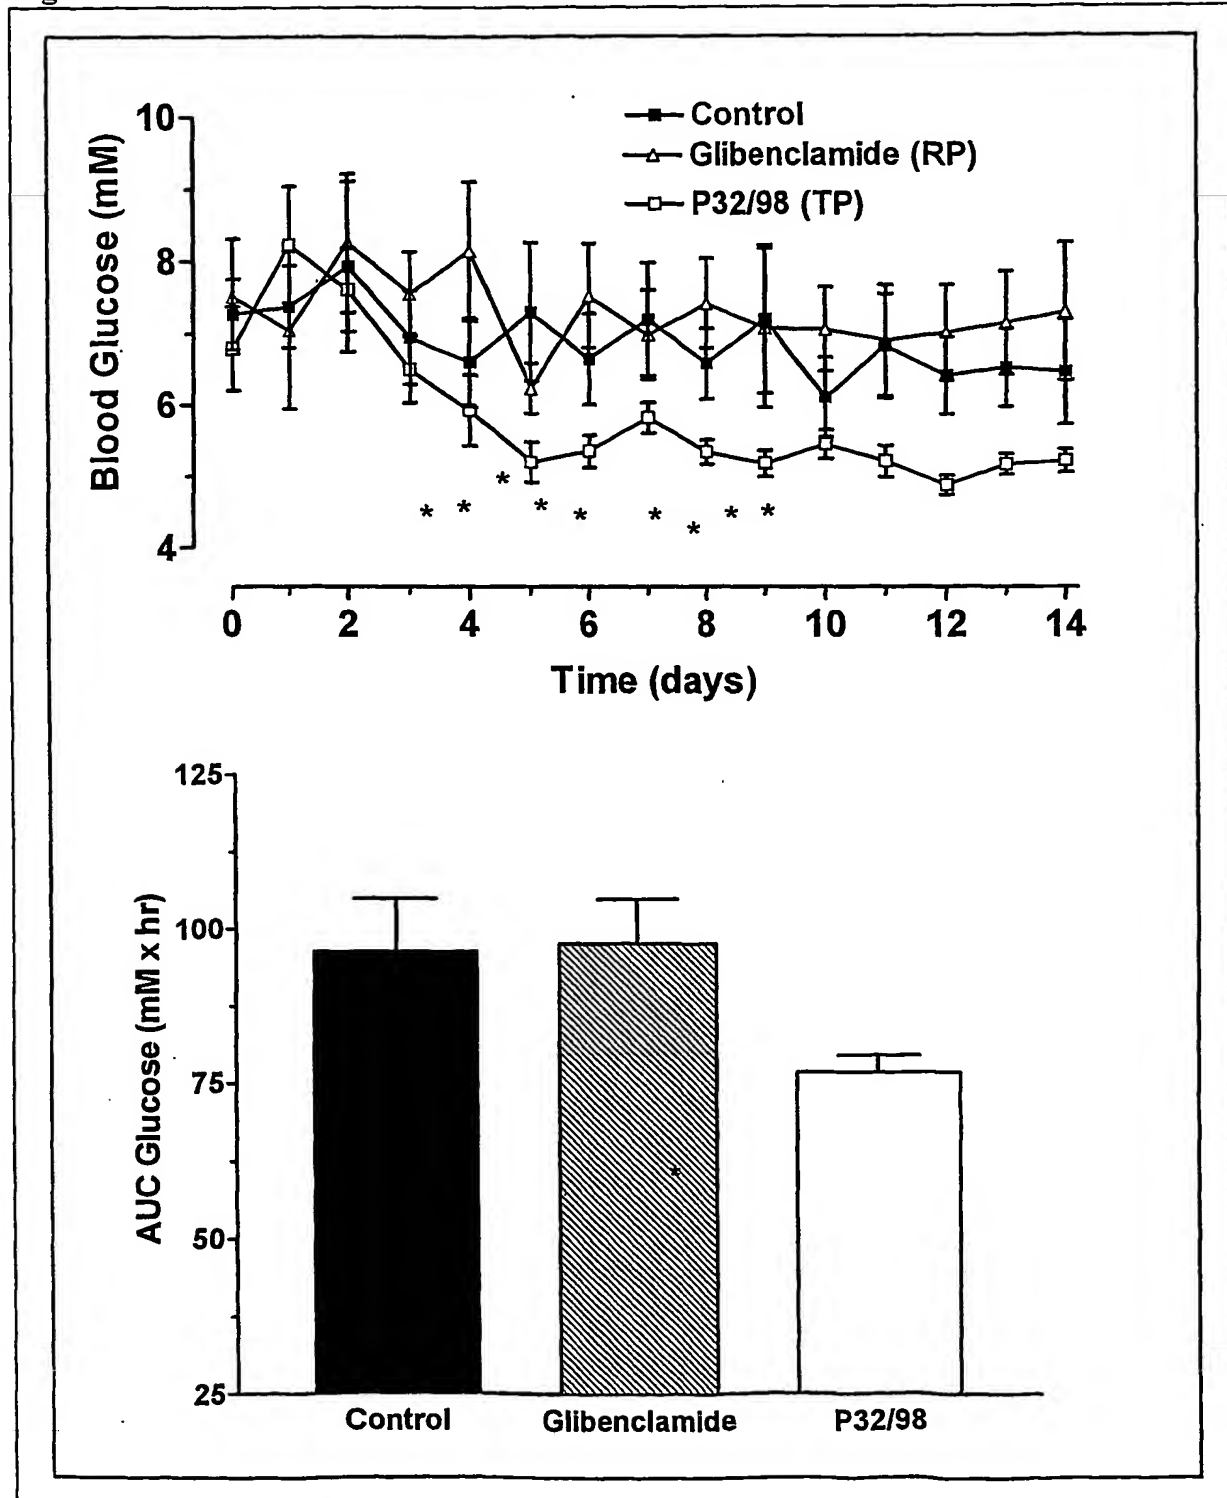 10
8
6
4
Blood Glucose (mM)
Control
Glibenclamide (RP)
P32/98 (TP)
* * * * * * * * *
0 2 4 6 8 10 12 14
Time (days)
125
100
75
50
25
AUC Glucose (mM x hr)
*
Control Glibenclamide P32/98